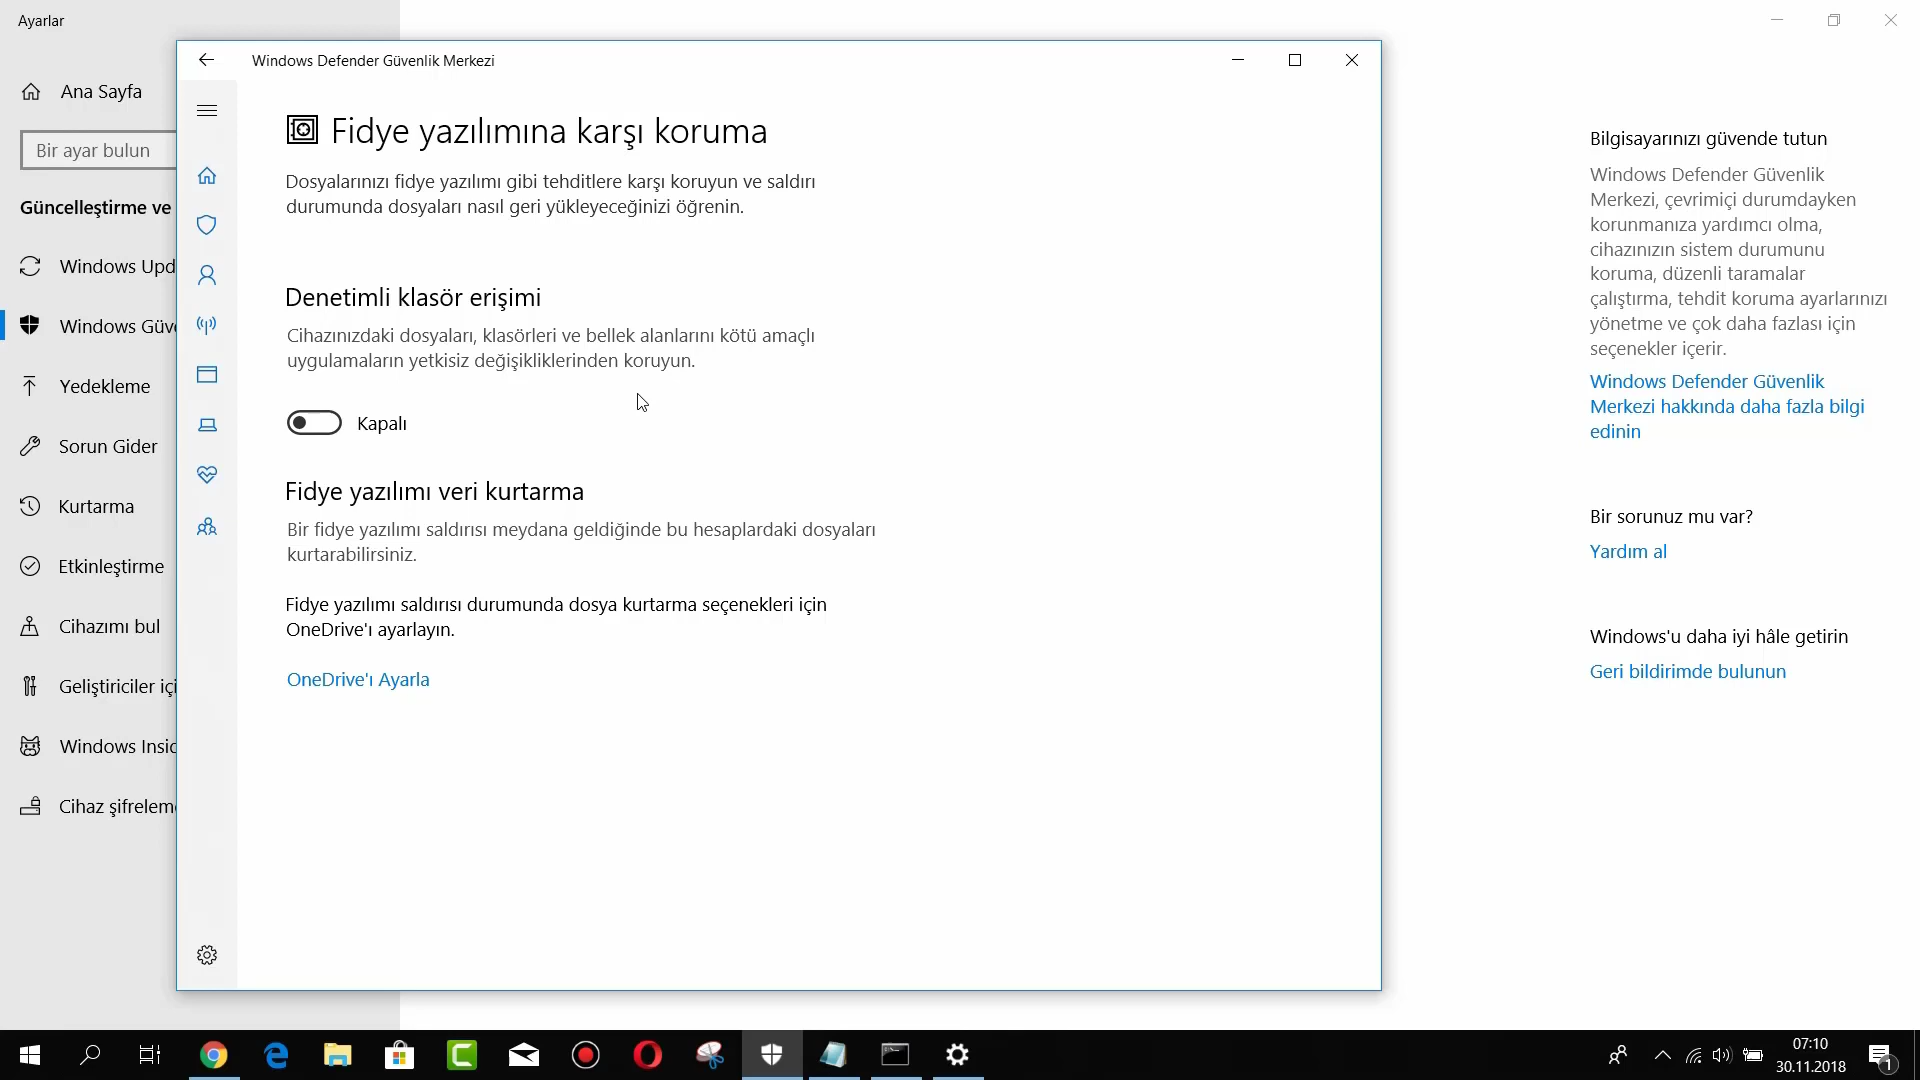 Ayarlar
Ana Sayfa
Bir ayar bulun
Güncelleştirme ve
Windows Upd
Windows Güv
Yedekleme
Sorun Gider
Kurtarma
Etkinleştirme
Cihazımı bul
Geliştiriciler içi
Windows Insid
Cihaz şifreleme
Windows Defender Güvenlik Merkezi
Fidye yazılımına karşı koruma
Dosyalarınızı fidye yazılımı gibi tehditlere karşı koruyun ve saldırı
durumunda dosyaları nasıl geri yükleyeceğinizi öğrenin.
Denetimli klasör erişimi
Cihazınızdaki dosyaları, klasörleri ve bellek alanlarını kötü amaçlı
uygulamaların yetkisiz değişikliklerinden koruyun.
Kapalı
Fidye yazılımı veri kurtarma
Bir fidye yazılımı saldırısı meydana geldiğinde bu hesaplardaki dosyaları
kurtarabilirsiniz.
Fidye yazılımı saldırısı durumunda dosya kurtarma seçenekleri için
OneDrive'ı ayarlayın.
OneDrive'ı Ayarla
Bilgisayarınızı güvende tutun
Windows Defender Güvenlik
Merkezi, çevrimiçi durumdayken
korunmanıza yardımcı olma,
cihazınızın sistem durumunu
koruma, düzenli taramalar
çalıştırma, tehdit koruma ayarlarınızı
yönetme ve çok daha fazlası için
seçenekler içerir.
Windows Defender Güvenlik
Merkezi hakkında daha fazla bilgi
edinin
Bir sorunuz mu var?
Yardım al
Windows'u daha iyi hâle getirin
Geri bildirimde bulunun
07:10
30.11.2018
1